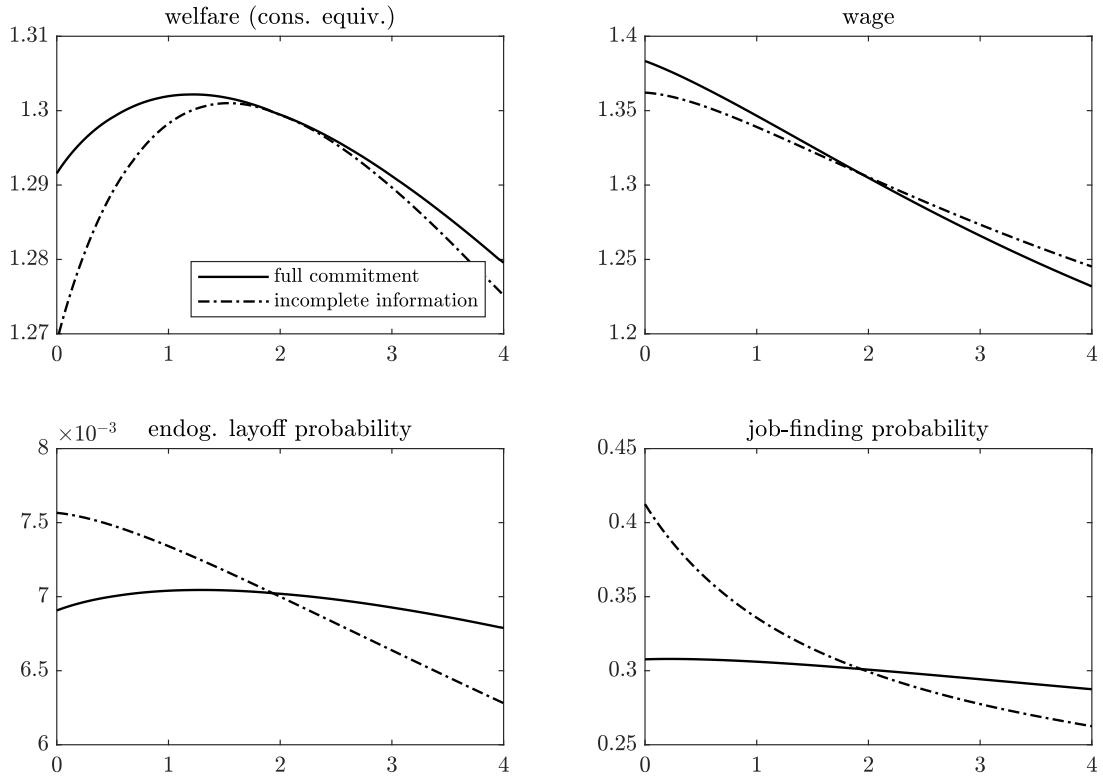 welfare (cons. equiv.)
1.31
1.3
1.29
1.28
1.27
0 1 2 3 4
full commitment
incomplete information
wage
1.4
1.35
1.3
1.25
1.2
0 1 2 3 4
×10⁻³ endog. layoff probability
8
7.5
7
6.5
6
0 1 2 3 4
job-finding probability
0.45
0.4
0.35
0.3
0.25
0 1 2 3 4